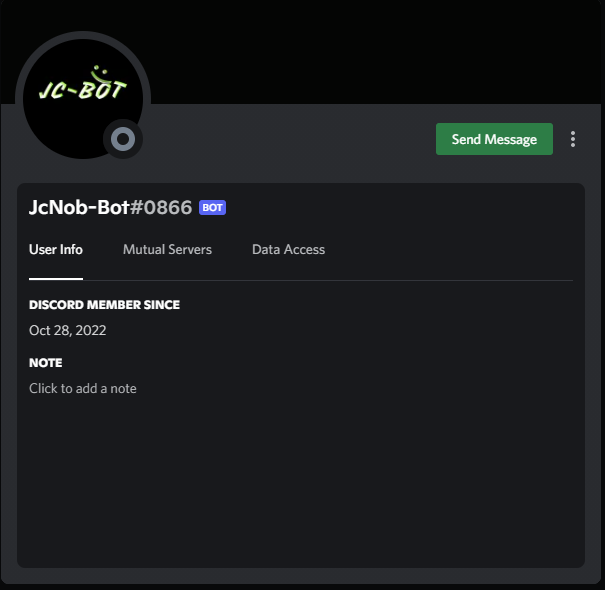 JC-BOT
Send Message
JcNob-Bot#0866 BOT
User Info Mutual Servers Data Access
DISCORD MEMBER SINCE
Oct 28, 2022
NOTE
Click to add a note